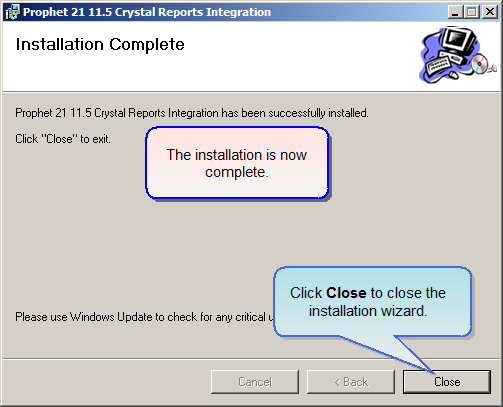 Prophet 21 11.5 Crystal Reports Integration
Installation Complete
Prophet 21 11.5 Crystal Reports Integration has been successfully installed.
Click "Close" to exit.
The installation is now
complete.
Click Close to close the
installation wizard.
Please use Windows Update to check for any critical
Cancel
< Back
Close